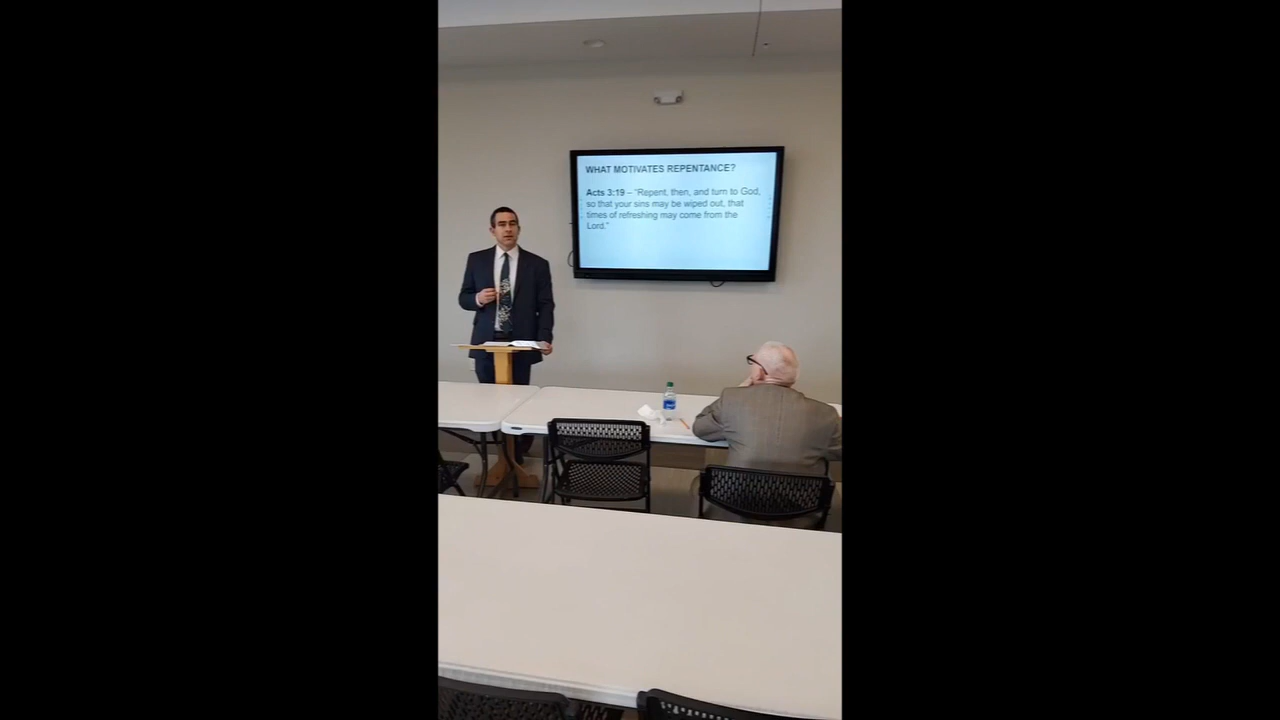 WHAT MOTIVATES REPENTANCE?
Acts 3:19 – "Repent, then, and turn to God,
so that your sins may be wiped out, that
times of refreshing may come from the
Lord."